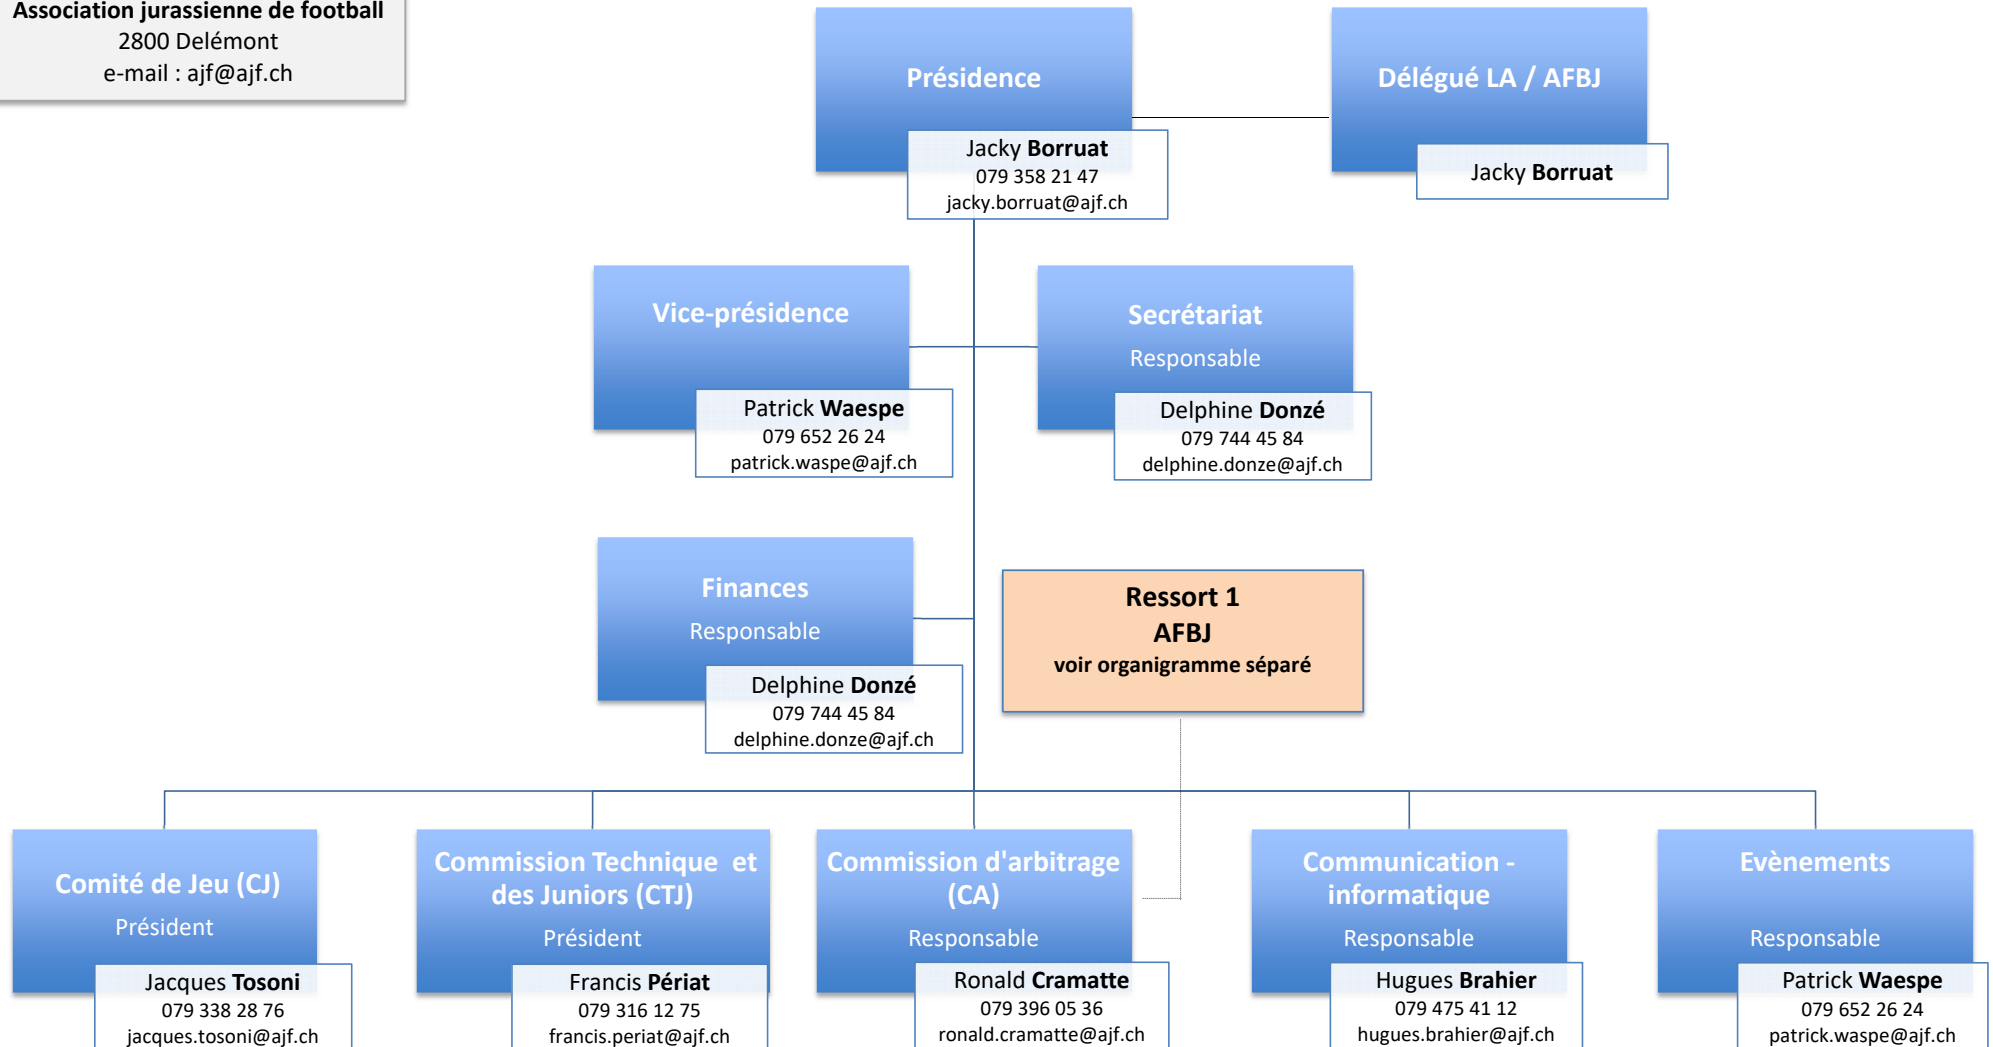 Association jurassienne de football
2800 Delémont
e-mail : ajf@ajf.ch
Présidence
Jacky Borruat
079 358 21 47
jacky.borruat@ajf.ch
Délégué LA / AFBJ
Jacky Borruat
Vice-présidence
Patrick Waespe
079 652 26 24
patrick.waspe@ajf.ch
Secrétariat
Responsable
Delphine Donzé
079 744 45 84
delphine.donze@ajf.ch
Finances
Responsable
Delphine Donzé
079 744 45 84
delphine.donze@ajf.ch
Ressort 1
AFBJ
voir organigramme séparé
Comité de Jeu (CJ)
Président
Jacques Tosoni
079 338 28 76
jacques.tosoni@ajf.ch
Commission Technique et
des Juniors (CTJ)
Président
Francis Périat
079 316 12 75
francis.periat@ajf.ch
Commission d'arbitrage
(CA)
Responsable
Ronald Cramatte
079 396 05 36
ronald.cramatte@ajf.ch
Communication -
informatique
Responsable
Hugues Brahier
079 475 41 12
hugues.brahier@ajf.ch
Evènements
Responsable
Patrick Waespe
079 652 26 24
patrick.waspe@ajf.ch